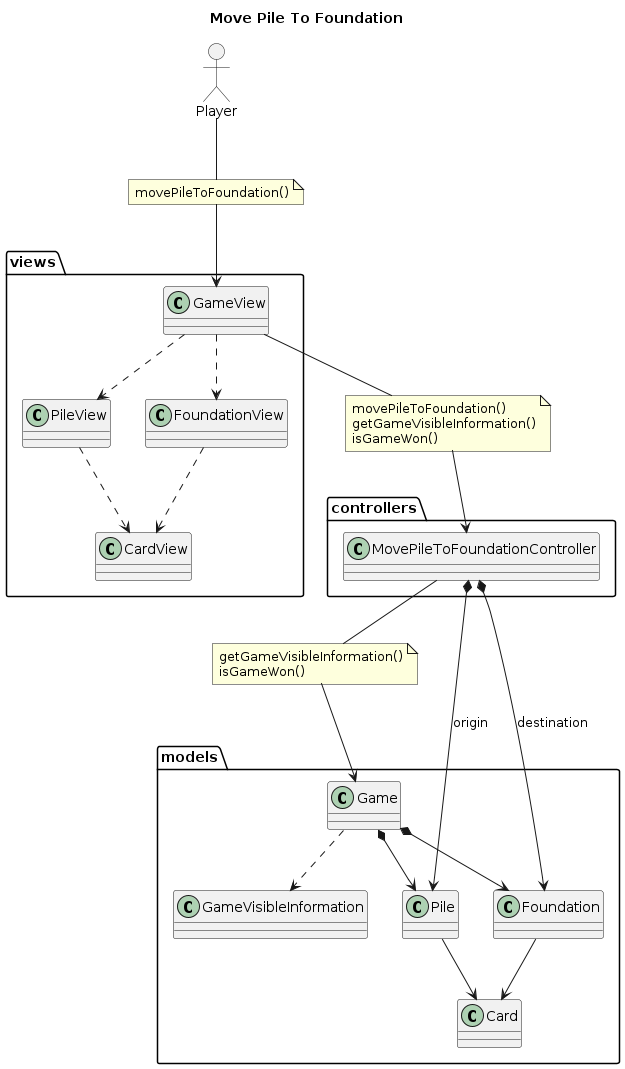 Move Pile To Foundation
Player
movePileToFoundation()
views
C GameView
C PileView
C FoundationView
movePileToFoundation()
getGameVisibleInformation()
isGameWon()
controllers
C CardView
C MovePileToFoundationController
getGameVisibleInformation()
isGameWon()
origin
destination
models
C Game
C GameVisibleInformation
C Pile
C Foundation
C Card